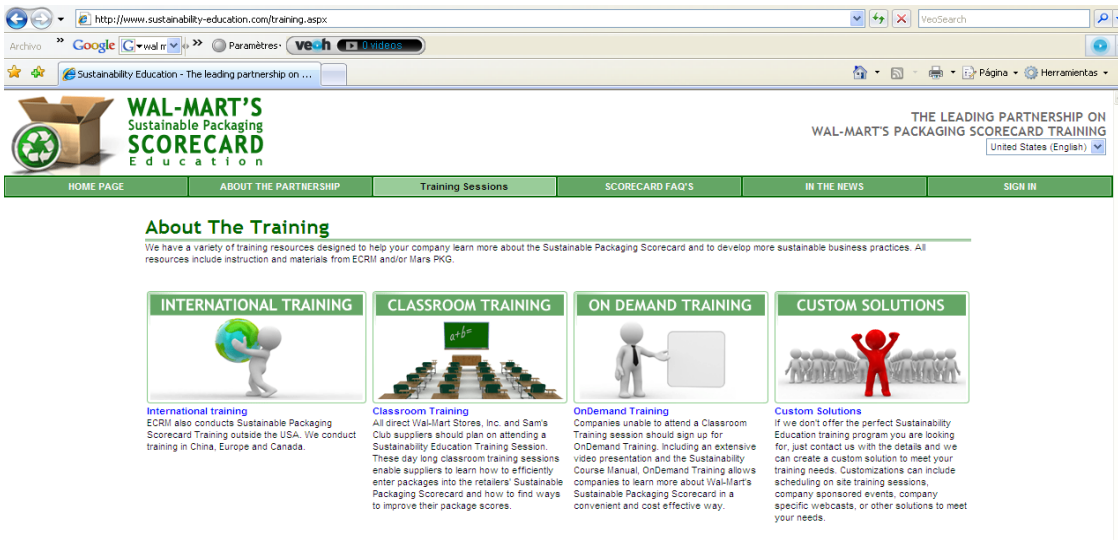 http://www.sustainability-education.com/training.aspx
VeoSearch
Archivo » Google G wal m » Paramètres veoh 0 videos
Sustainability Education - The leading partnership on ...
Página Herramientas
WAL-MART'S
Sustainable Packaging
SCORECARD
Education
THE LEADING PARTNERSHIP ON
WAL-MART'S PACKAGING SCORECARD TRAINING
United States (English)
HOME PAGE ABOUT THE PARTNERSHIP Training Sessions SCORECARD FAQ'S IN THE NEWS SIGN IN
About The Training
We have a variety of training resources designed to help your company learn more about the Sustainable Packaging Scorecard and to develop more sustainable business practices. All
resources include instruction and materials from ECRM and/or Mars PKG.
INTERNATIONAL TRAINING
International training
ECRM also conducts Sustainable Packaging
Scorecard Training outside the USA. We conduct
training in China, Europe and Canada.
CLASSROOM TRAINING
a+b=
Classroom Training
All direct Wal-Mart Stores, Inc. and Sam's
Club suppliers should plan on attending a
Sustainability Education Training Session.
These day long classroom training sessions
enable suppliers to learn how to efficiently
enter packages into the retailers' Sustainable
Packaging Scorecard and how to find ways
to improve their package scores.
ON DEMAND TRAINING
OnDemand Training
Companies unable to attend a Classroom
Training session should sign up for
OnDemand Training. Including an extensive
video presentation and the Sustainability
Course Manual, OnDemand Training allows
companies to learn more about Wal-Mart's
Sustainable Packaging Scorecard in a
convenient and cost effective way.
CUSTOM SOLUTIONS
Custom Solutions
If we don't offer the perfect Sustainability
Education training program you are looking
for, just contact us with the details and we
can create a custom solution to meet your
training needs. Customizations can include
scheduling on site training sessions,
company sponsored events, company
specific webcasts, or other solutions to meet
your needs.